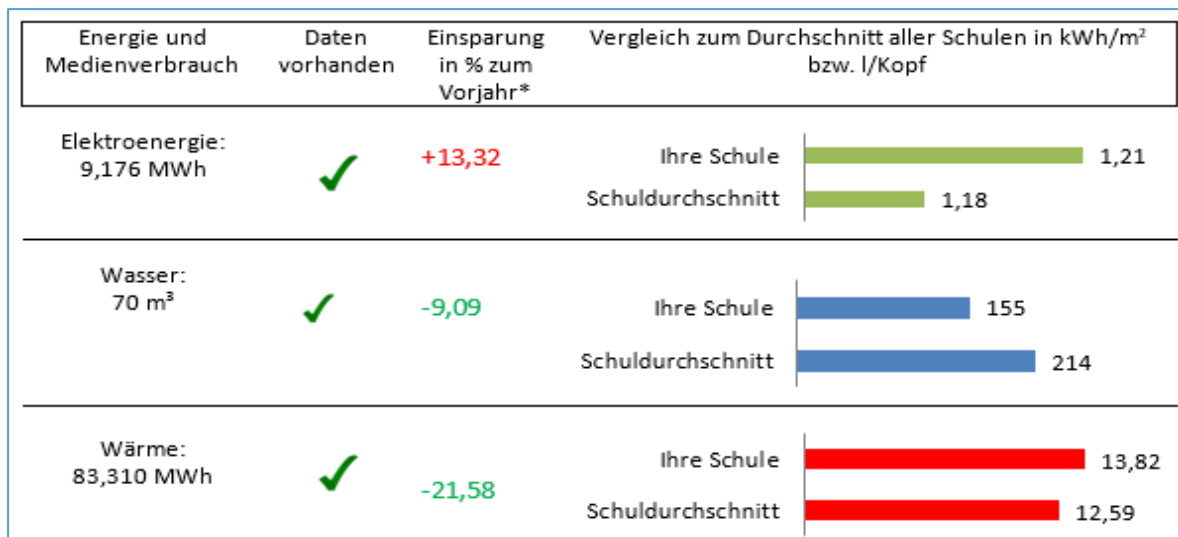 Energie und
Medienverbrauch
Daten
vorhanden
Einsparung
in % zum
Vorjahr*
Vergleich zum Durchschnitt aller Schulen in kWh/m²
bzw. l/Kopf
Elektroenergie:
9,176 MWh
+13,32
Ihre Schule
1,21
Schuldurchschnitt
1,18
Wasser:
70 m³
-9,09
Ihre Schule
155
Schuldurchschnitt
214
Wärme:
83,310 MWh
-21,58
Ihre Schule
13,82
Schuldurchschnitt
12,59